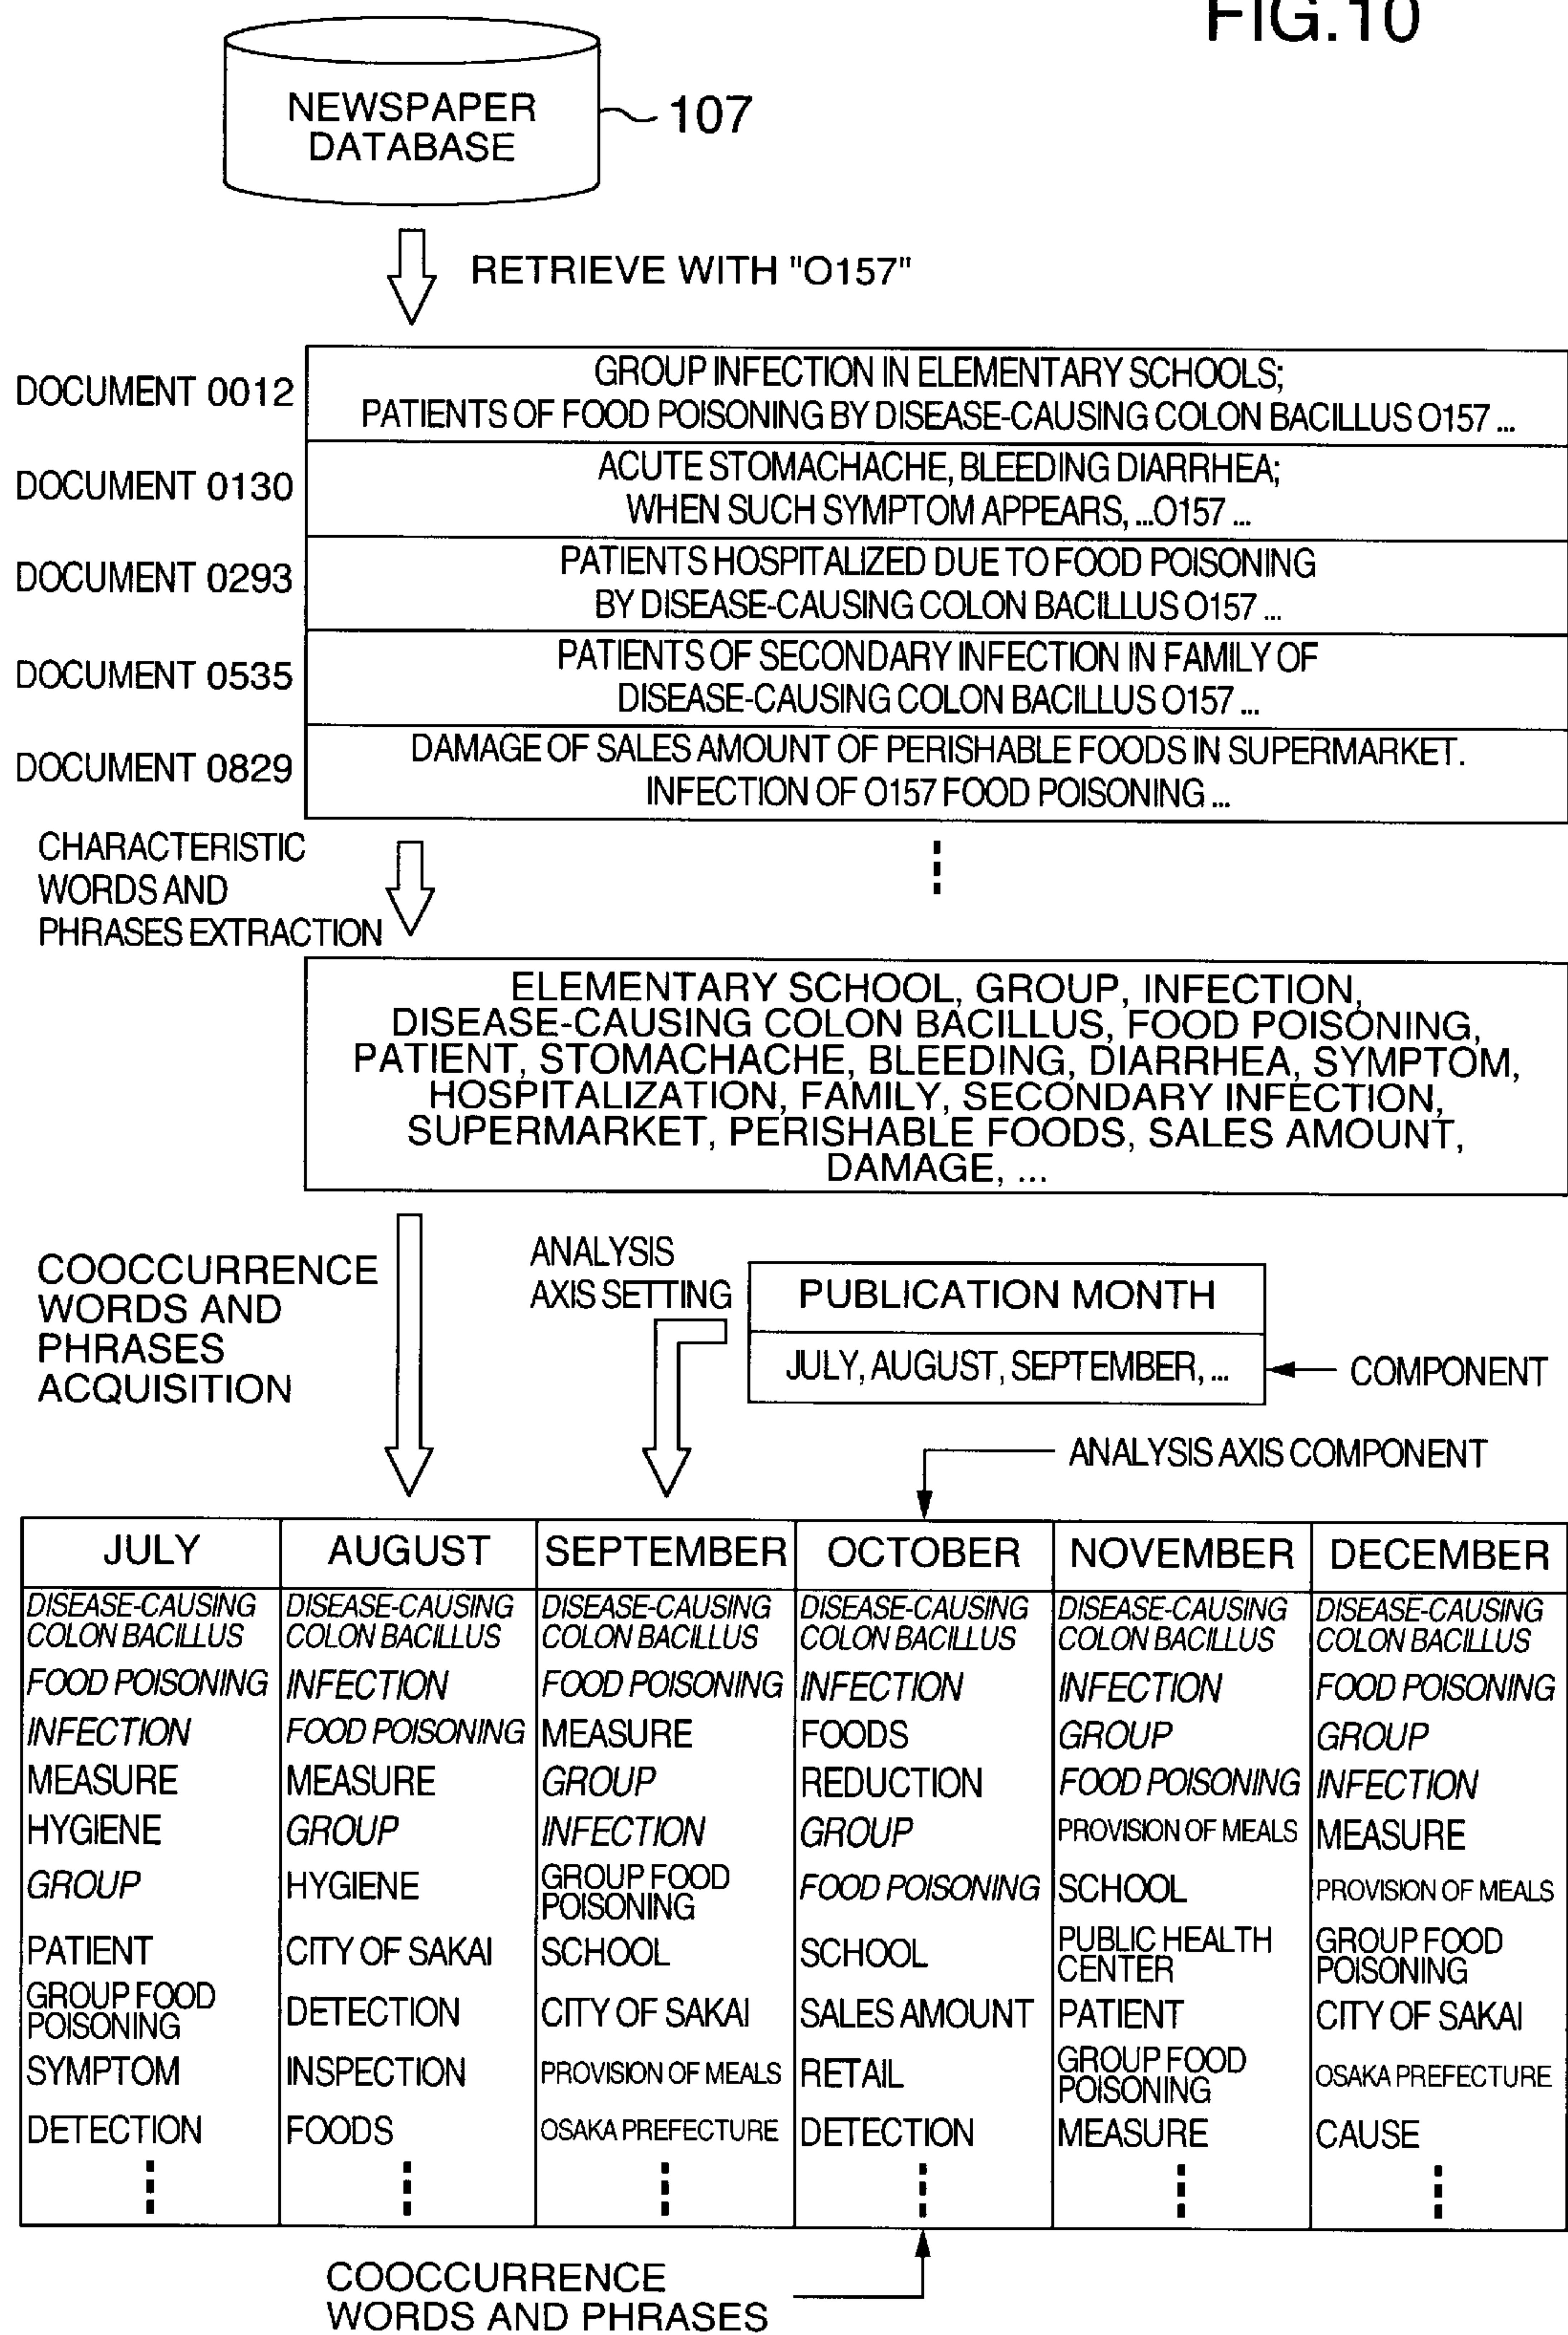 FIG.10
NEWSPAPER
DATABASE
107
RETRIEVE WITH "O157"
DOCUMENT 0012
GROUP INFECTION IN ELEMENTARY SCHOOLS;
PATIENTS OF FOOD POISONING BY DISEASE-CAUSING COLON BACILLUS O157 ...
DOCUMENT 0130
ACUTE STOMACHACHE, BLEEDING DIARRHEA;
WHEN SUCH SYMPTOM APPEARS, ...O157 ...
DOCUMENT 0293
PATIENTS HOSPITALIZED DUE TO FOOD POISONING
BY DISEASE-CAUSING COLON BACILLUS O157 ...
DOCUMENT 0535
PATIENTS OF SECONDARY INFECTION IN FAMILY OF
DISEASE-CAUSING COLON BACILLUS O157 ...
DOCUMENT 0829
DAMAGE OF SALES AMOUNT OF PERISHABLE FOODS IN SUPERMARKET.
INFECTION OF O157 FOOD POISONING ...
CHARACTERISTIC
WORDS AND
PHRASES EXTRACTION
ELEMENTARY SCHOOL, GROUP, INFECTION,
DISEASE-CAUSING COLON BACILLUS, FOOD POISONING,
PATIENT, STOMACHACHE, BLEEDING, DIARRHEA, SYMPTOM,
HOSPITALIZATION, FAMILY, SECONDARY INFECTION,
SUPERMARKET, PERISHABLE FOODS, SALES AMOUNT,
DAMAGE, ...
COOCCURRENCE
WORDS AND
PHRASES
ACQUISITION
ANALYSIS
AXIS SETTING
PUBLICATION MONTH
JULY, AUGUST, SEPTEMBER, ...
COMPONENT
ANALYSIS AXIS COMPONENT
JULY
DISEASE-CAUSING
COLON BACILLUS
FOOD POISONING
INFECTION
MEASURE
HYGIENE
GROUP
PATIENT
GROUP FOOD
POISONING
SYMPTOM
DETECTION
AUGUST
DISEASE-CAUSING
COLON BACILLUS
INFECTION
FOOD POISONING
MEASURE
GROUP
HYGIENE
CITY OF SAKAI
DETECTION
INSPECTION
FOODS
SEPTEMBER
DISEASE-CAUSING
COLON BACILLUS
FOOD POISONING
MEASURE
GROUP
INFECTION
GROUP FOOD
POISONING
SCHOOL
CITY OF SAKAI
PROVISION OF MEALS
OSAKA PREFECTURE
OCTOBER
DISEASE-CAUSING
COLON BACILLUS
INFECTION
FOODS
REDUCTION
GROUP
FOOD POISONING
SCHOOL
SALES AMOUNT
RETAIL
DETECTION
NOVEMBER
DISEASE-CAUSING
COLON BACILLUS
INFECTION
GROUP
FOOD POISONING
PROVISION OF MEALS
SCHOOL
PUBLIC HEALTH
CENTER
PATIENT
GROUP FOOD
POISONING
MEASURE
DECEMBER
DISEASE-CAUSING
COLON BACILLUS
FOOD POISONING
GROUP
INFECTION
MEASURE
PROVISION OF MEALS
GROUP FOOD
POISONING
CITY OF SAKAI
OSAKA PREFECTURE
CAUSE
COOCCURRENCE
WORDS AND PHRASES